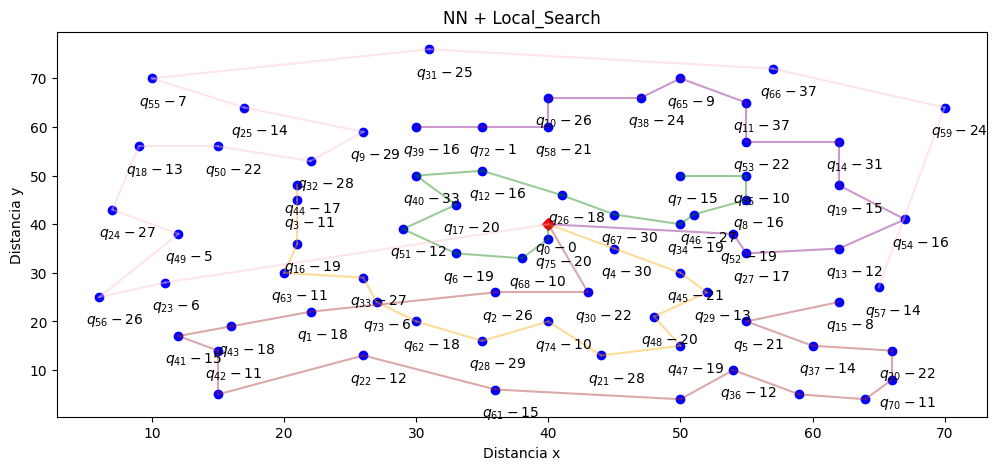 NN + Local_Search
Distancia y
70
60
50
40
30
20
10
q31 − 25
q66 − 37
q55 − 7
q65 − 9
q59 − 24
q25 − 14
q10 − 26
q38 − 24
q11 − 37
q9 − 29
q39 − 16
q72 − 1
q58 − 21
q53 − 22
q14 − 31
q18 − 13
q50 − 22
q32 − 28
q40 − 33
q12 − 16
q7 − 15
q35 − 10
q44 − 17
q3 − 11
q26 − 18
q19 − 15
q24 − 27
q17 − 20
q67 − 30
q46 − 27
q8 − 16
q49 − 5
q51 − 12
q0 − 0
q34 − 19
q52 − 19
q54 − 16
q16 − 19
q75 − 20
q6 − 19
q68 − 10
q4 − 30
q27 − 17
q13 − 12
q56 − 26
q23 − 6
q63 − 11
q33 − 27
q45 − 21
q1 − 18
q73 − 6
q2 − 26
q30 − 22
q29 − 13
q57 − 14
q15 − 8
q41 − 15
q43 − 18
q62 − 18
q28 − 29
q74 − 10
q48 − 20
q5 − 21
q42 − 11
q22 − 12
q21 − 28
q47 − 19
q37 − 14
q20 − 22
q61 − 15
q36 − 12
q70 − 11
10 20 30 40 50 60 70
Distancia x